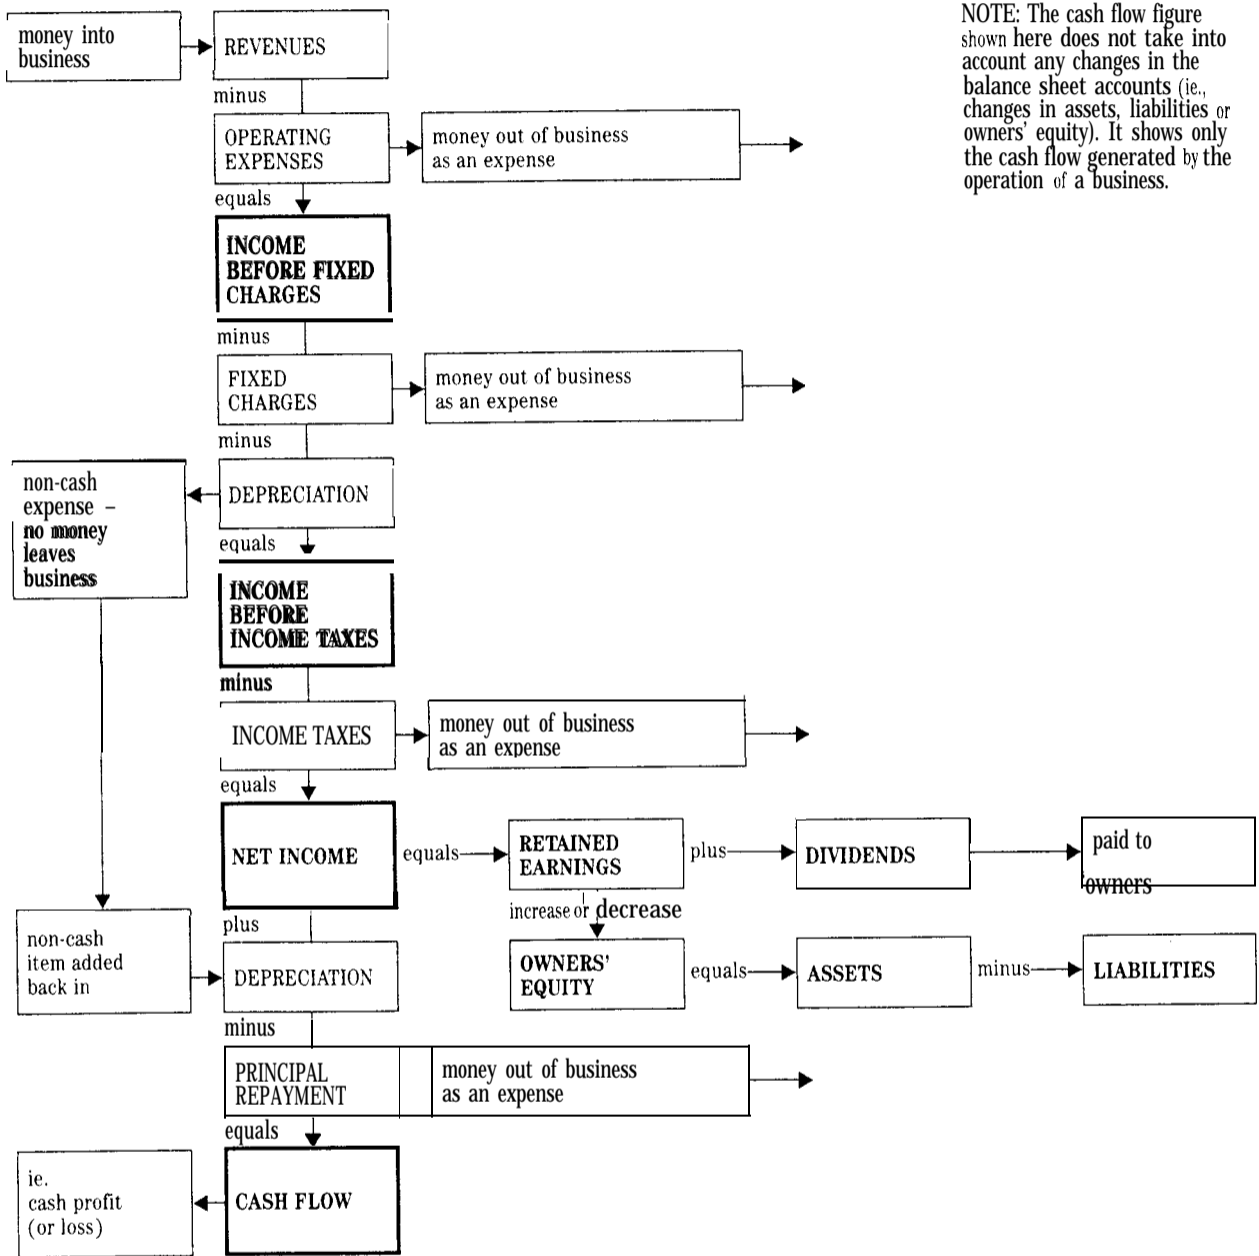 money into
business
REVENUES
NOTE: The cash flow figure
shown here does not take into
account any changes in the
balance sheet accounts (ie.,
changes in assets, liabilities or
owners' equity). It shows only
the cash flow generated by the
operation of a business.
minus
OPERATING
EXPENSES
money out of business
as an expense
equals
INCOME
BEFORE FIXED
CHARGES
minus
FIXED
CHARGES
money out of business
as an expense
minus
non-cash
expense –
no money
leaves
business
DEPRECIATION
equals
INCOME
BEFORE
INCOME TAXES
minus
INCOME TAXES
money out of business
as an expense
equals
NET INCOME
equals
RETAINED
EARNINGS
plus
DIVIDENDS
paid to
owners
increase or decrease
plus
non-cash
item added
back in
DEPRECIATION
OWNERS'
EQUITY
equals
ASSETS
minus
LIABILITIES
minus
PRINCIPAL
REPAYMENT
money out of business
as an expense
equals
ie.
cash profit
(or loss)
CASH FLOW